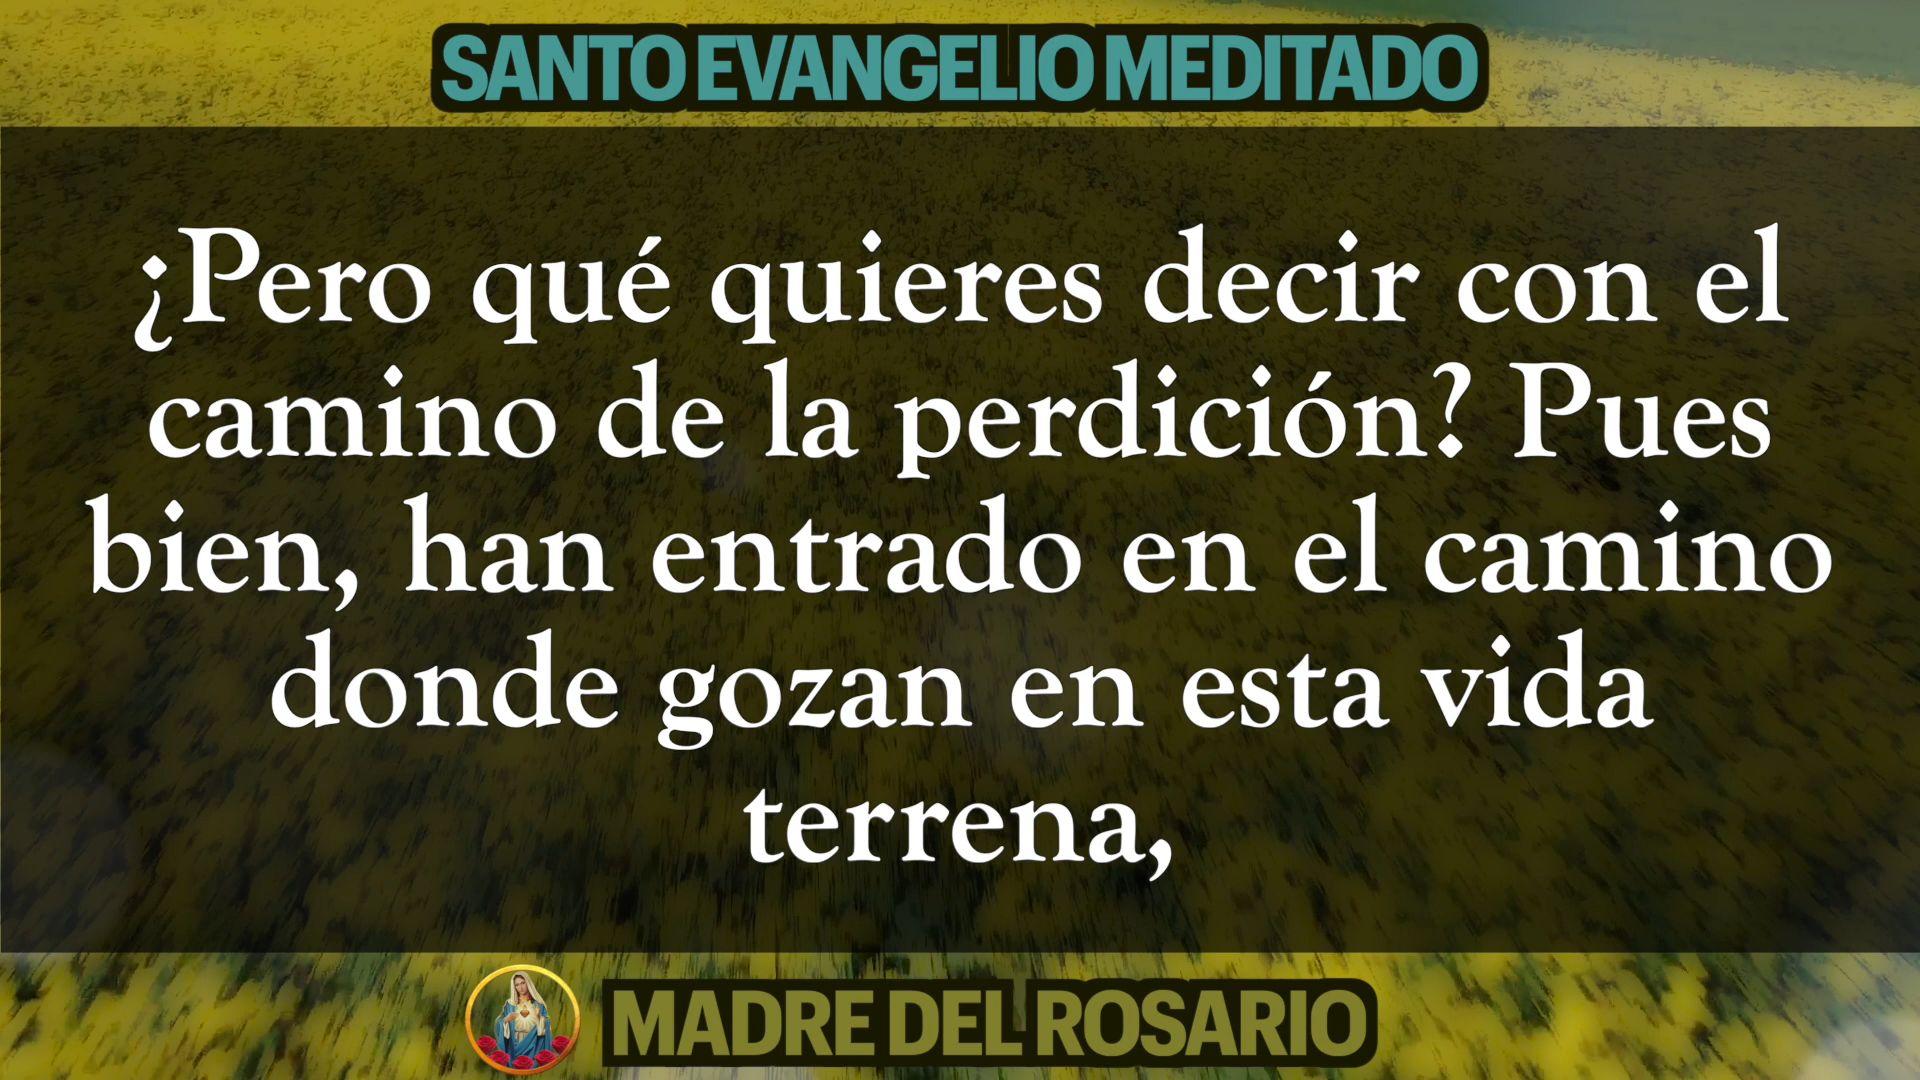 SANTO EVANGELIO MEDITADO
¿Pero qué quieres decir con el
camino de la perdición? Pues
bien, han entrado en el camino
donde gozan en esta vida
terrena,
MADRE DEL ROSARIO